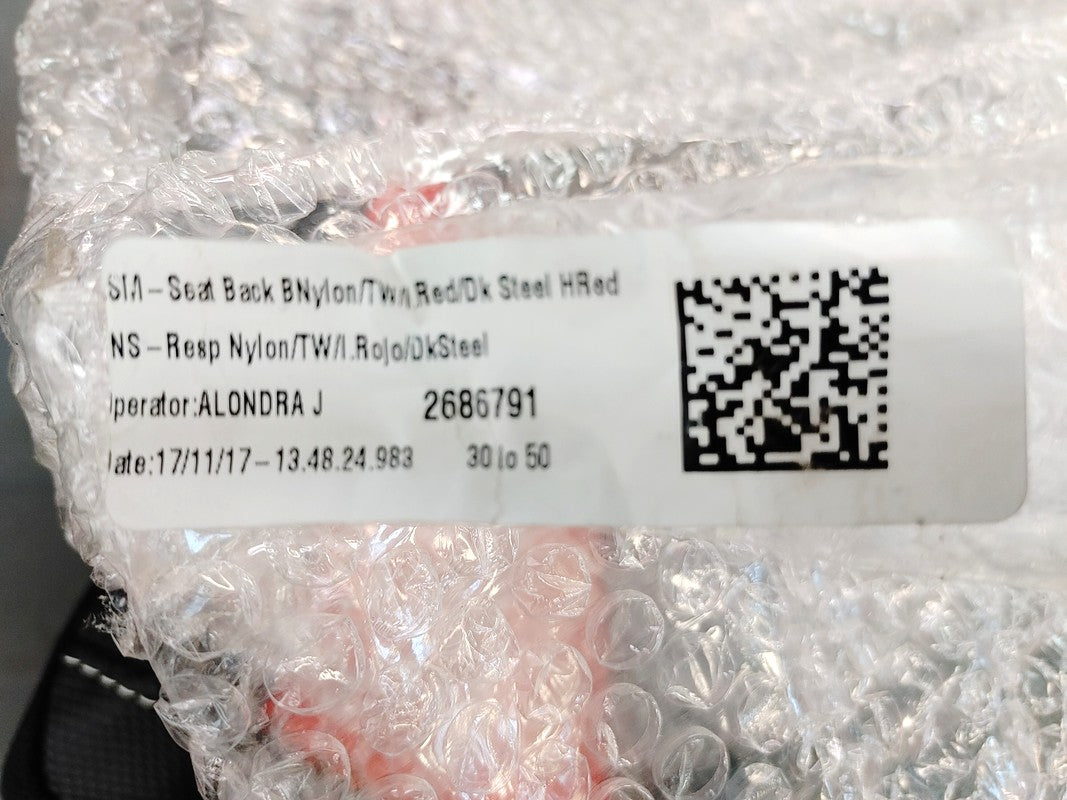 – Seat Back BNylon/TW/I.Red/Dk Steel HRed
NS – Resp Nylon/TW/I.Rojo/DkSteel
perator:ALONDRA J 2686791
ate:17/11/17 – 13.48.24.983 30 to 50